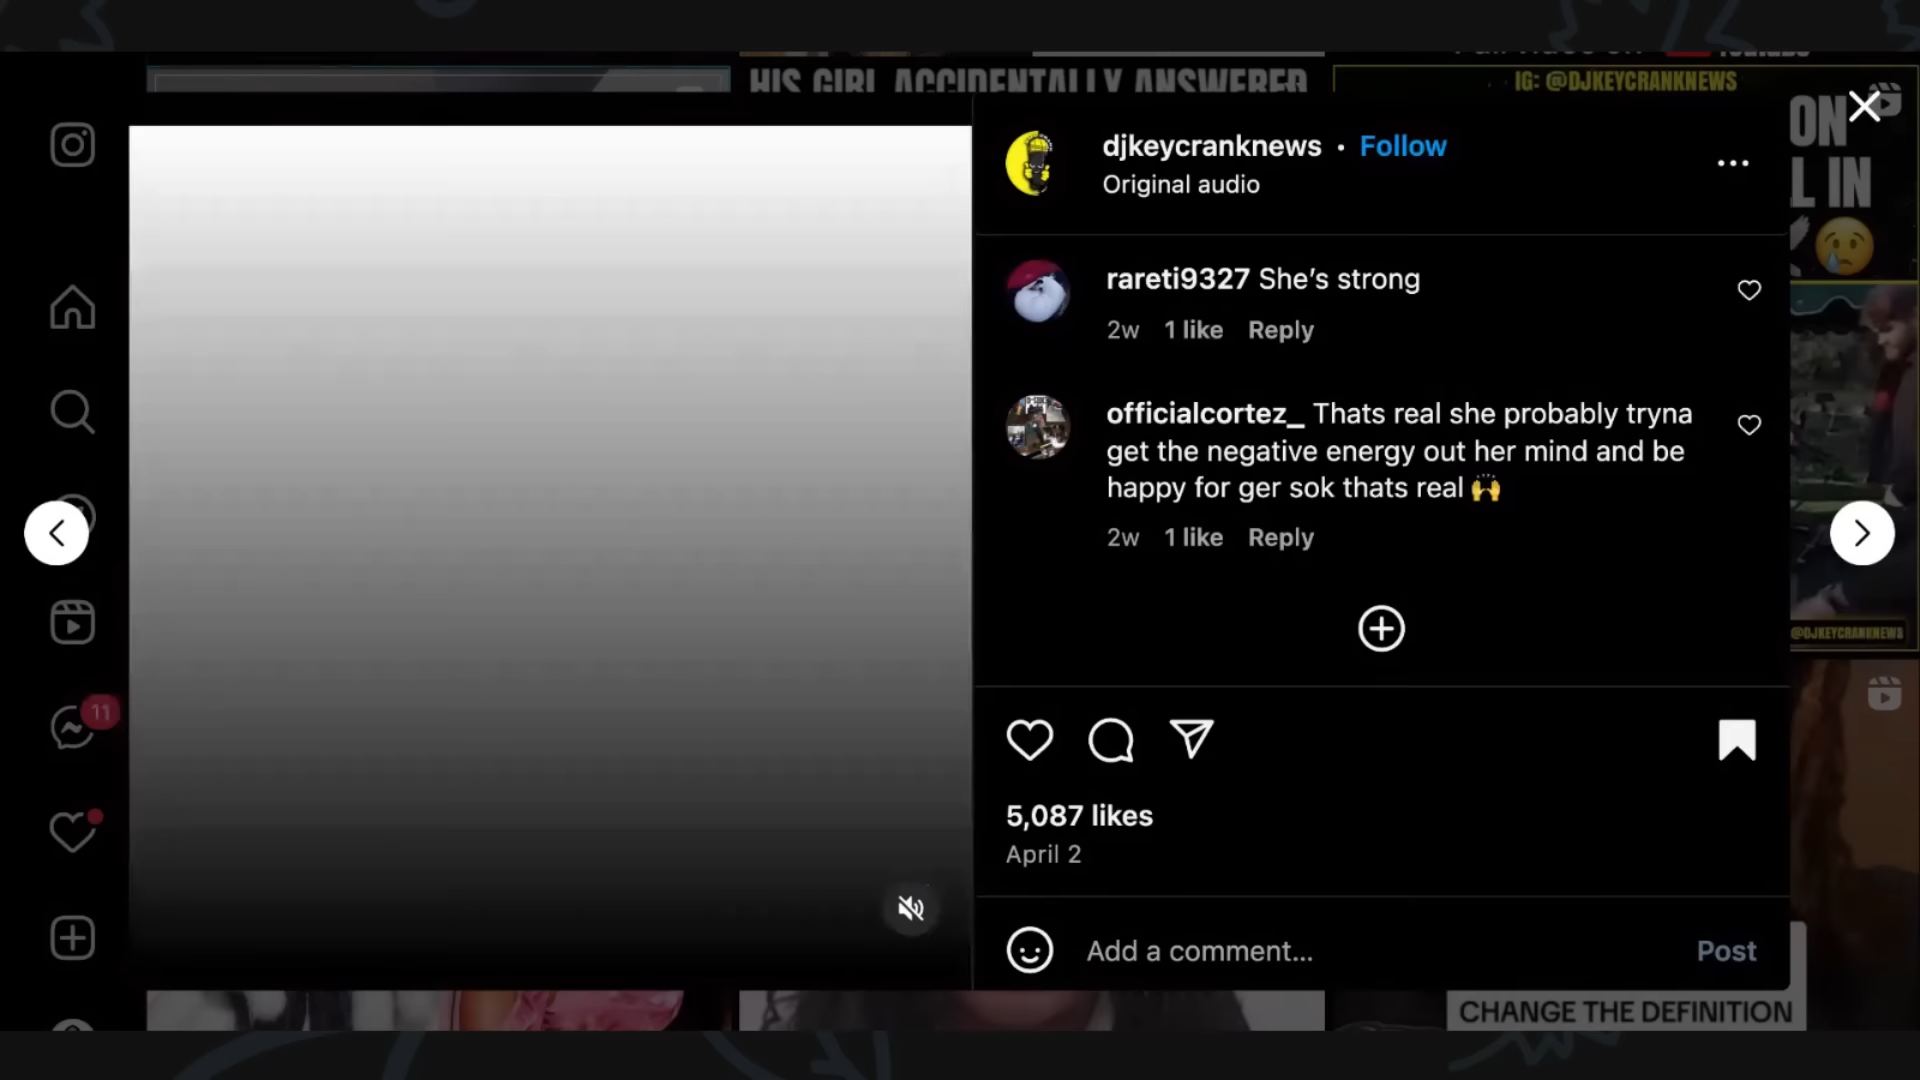 HIS GIRL ACCIDENTALLY ANSWERED
IG: @DJKEYCRANKNEWS
ON
L IN
djkeycranknews • Follow
Original audio
rareti9327 She’s strong
2w 1 like Reply
officialcortez_ Thats real she probably tryna
get the negative energy out her mind and be
happy for ger sok thats real 🙌
2w 1 like Reply
@DJKEYCRANKNEWS
11
5,087 likes
April 2
Add a comment...
Post
CHANGE THE DEFINITION